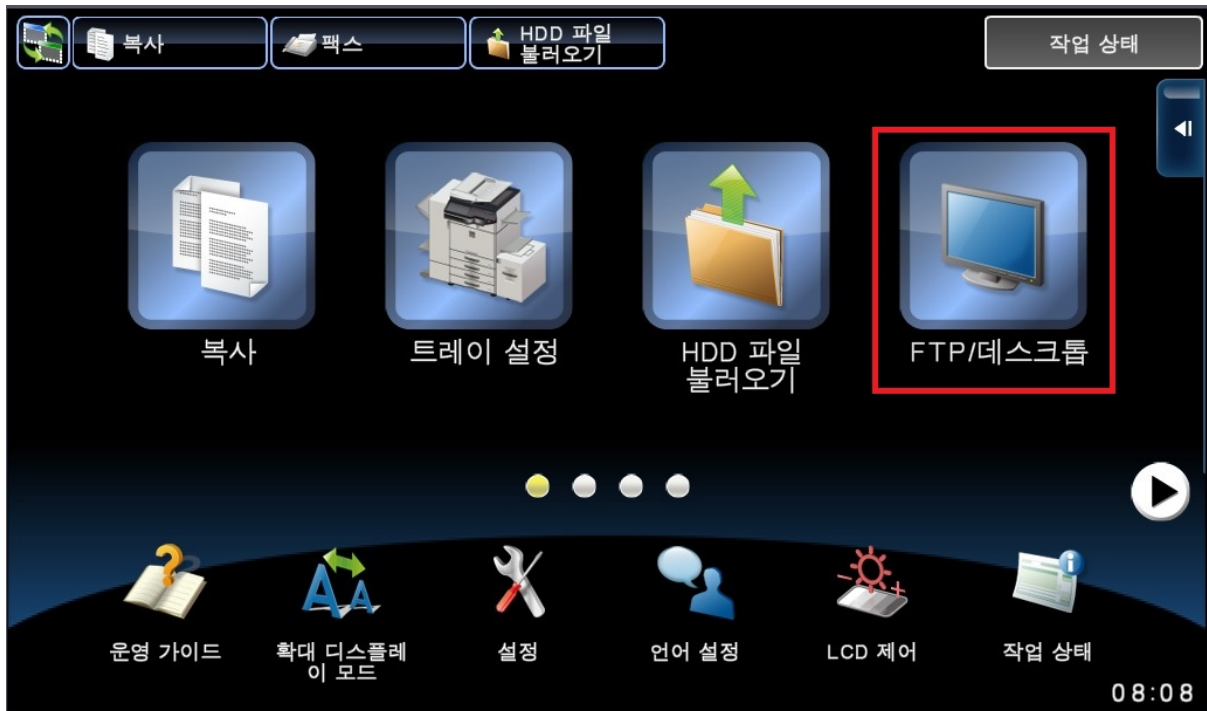 복사
팩스
HDD 파일
불러오기
작업 상태
복사
트레이 설정
HDD 파일
불러오기
FTP/데스크톱
운영 가이드
확대 디스플레
이 모드
설정
언어 설정
LCD 제어
작업 상태
08:08